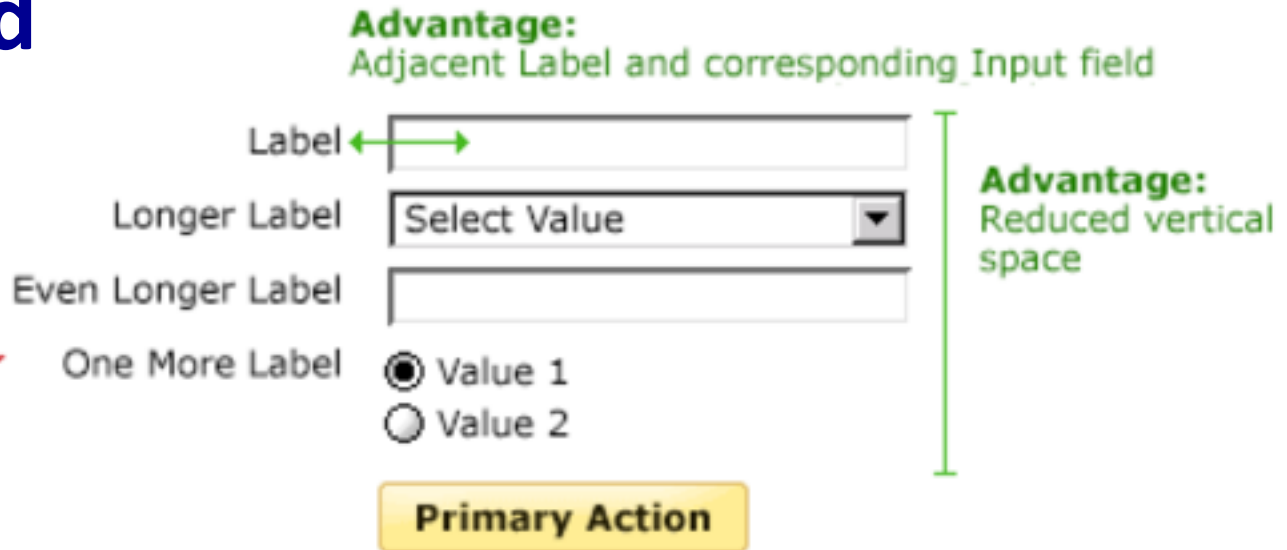 d
Advantage:
Adjacent Label and corresponding Input field
Label
Longer Label
Select Value
Even Longer Label
One More Label
Value 1
Value 2
Primary Action
Advantage:
Reduced vertical
space